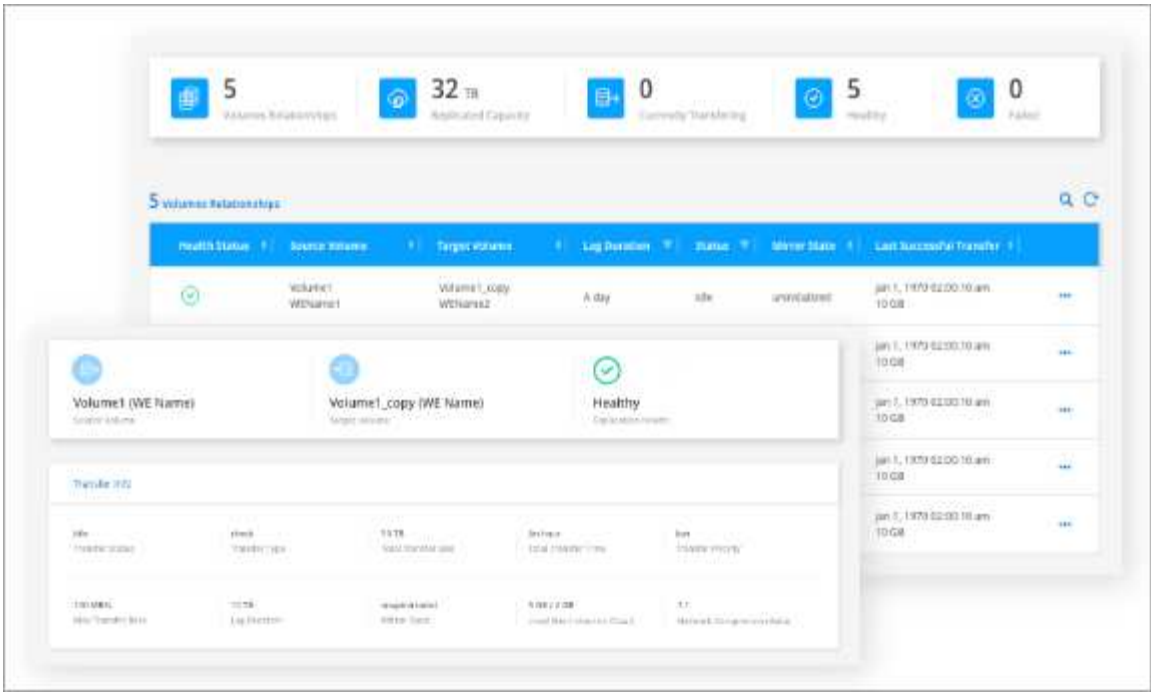 5
Volumes Relationships
32 TB
Replicated Capacity
0
Currently Transferring
5
Healthy
0
Failed
5 Volumes Relationships
Health Status
Source Volume
Target Volume
Lag Duration
Status
Mirror State
Last Successful Transfer
Volume1
WEName1
Volume1_copy
WEName2
A day
idle
uninitialized
jan 1, 1970 02:00:10 am
10 GB
jan 1, 1970 02:00:10 am
10 GB
jan 1, 1970 02:00:10 am
10 GB
jan 1, 1970 02:00:10 am
10 GB
jan 1, 1970 02:00:10 am
10 GB
Volume1 (WE Name)
Source Volume
Volume1_copy (WE Name)
Target Volume
Healthy
Transfer Info
Idle
Transfer Status
Transfer Type
Total Transfer Size
Total Transfer Time
Transfer Priority
Max Transfer Rate
Lag Duration
Mirror State